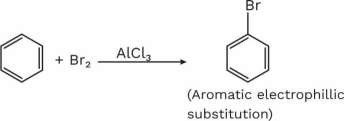 Br
+ Br₂
AlCl₃
(Aromatic electrophillic
substitution)